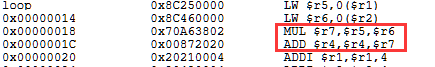 loop 0x8C250000 LW $r5,0($r1)
0x00000014 0x8C460000 LW $r6,0($r2)
0x00000018 0x70A63802 MUL $r7,$r5,$r6
0x0000001C 0x00872020 ADD $r4,$r4,$r7
0x00000020 0x20210004 ADDI $r1,$r1,4